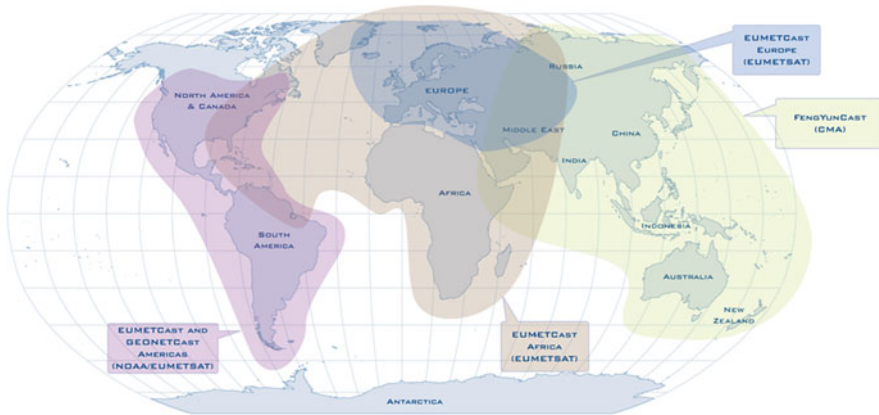 EUMETCast
Europe
(EUMETSAT)
Russia
North America
& Canada
Europe
FengYunCast
(CMA)
Middle East
China
India
Africa
South
America
Indonesia
Australia
New
Zealand
EUMETCast and
GEONETCast
Americas
(NOAA/EUMETSAT)
EUMETCast
Africa
(EUMETSAT)
Antarctica